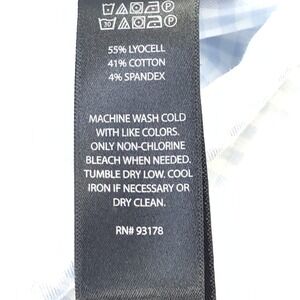 55% LYOCELL
41% COTTON
4% SPANDEX
MACHINE WASH COLD
WITH LIKE COLORS.
ONLY NON-CHLORINE
BLEACH WHEN NEEDED.
TUMBLE DRY LOW. COOL
IRON IF NECESSARY OR
DRY CLEAN.
RN# 93178